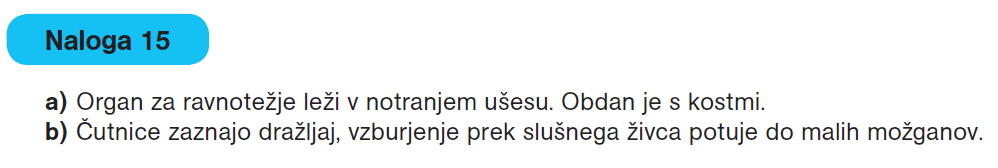 Naloga 15
a) Organ za ravnotežje leži v notranjem ušesu. Obdan je s kostmi.
b) Čutnice zaznajo dražljaj, vzburjenje prek slušnega živca potuje do malih možganov.